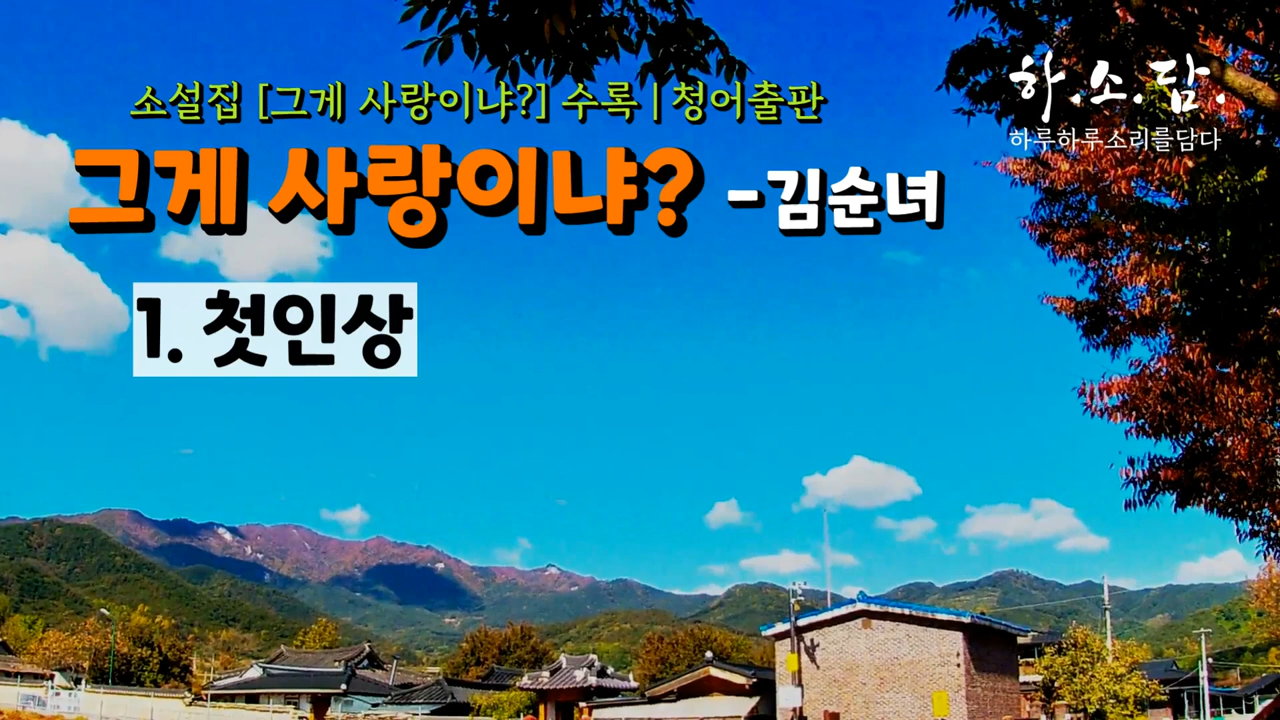 소설집 [그게 사랑이냐?] 수록 | 청어출판
그게 사랑이냐? -김순녀
1. 첫인상
하.소.담.
하루하루소리를담다